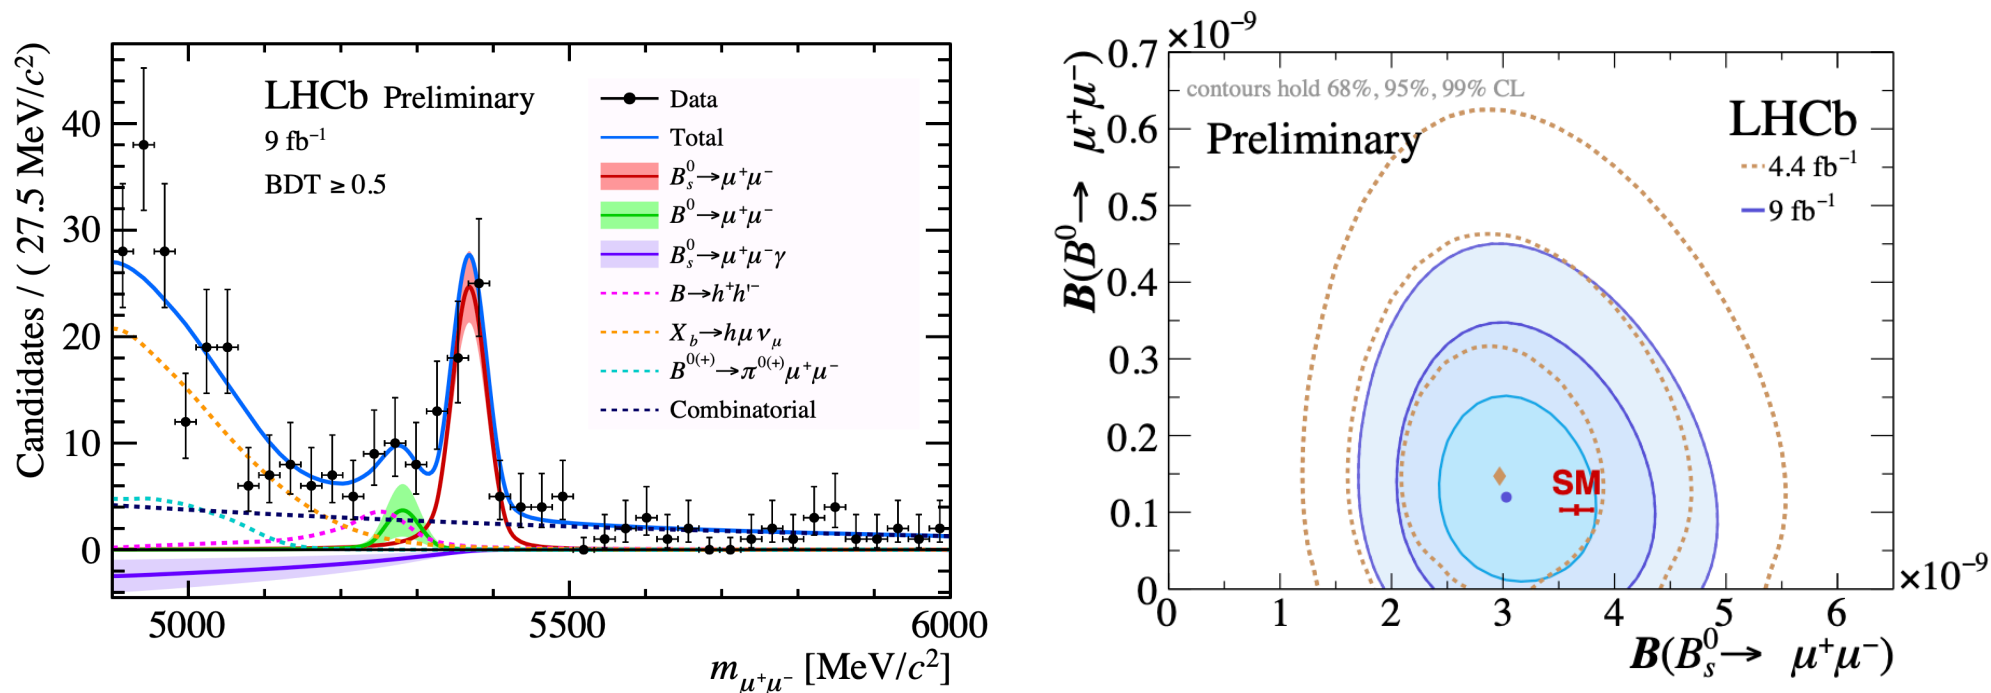 Candidates / ( 27.5 MeV/c²)
40
30
20
10
0
LHCb Preliminary
9 fb⁻¹
BDT ≥ 0.5
Data
Total
B⁰ₛ→μ⁺μ⁻
B⁰→μ⁺μ⁻
B⁰ₛ→μ⁺μ⁻γ
B→h⁺h'⁻
X_b→hμν_μ
B⁰⁽⁺⁾→π⁰⁽⁺⁾μ⁺μ⁻
Combinatorial
5000 5500 6000
m_μ⁺μ⁻ [MeV/c²]
×10⁻⁹
B(B⁰→ μ⁺μ⁻)
0.7
0.6
0.5
0.4
0.3
0.2
0.1
0
contours hold 68%, 95%, 99% CL
Preliminary
LHCb
4.4 fb⁻¹
9 fb⁻¹
SM
0 1 2 3 4 5 6
×10⁻⁹
B(B⁰ₛ→ μ⁺μ⁻)